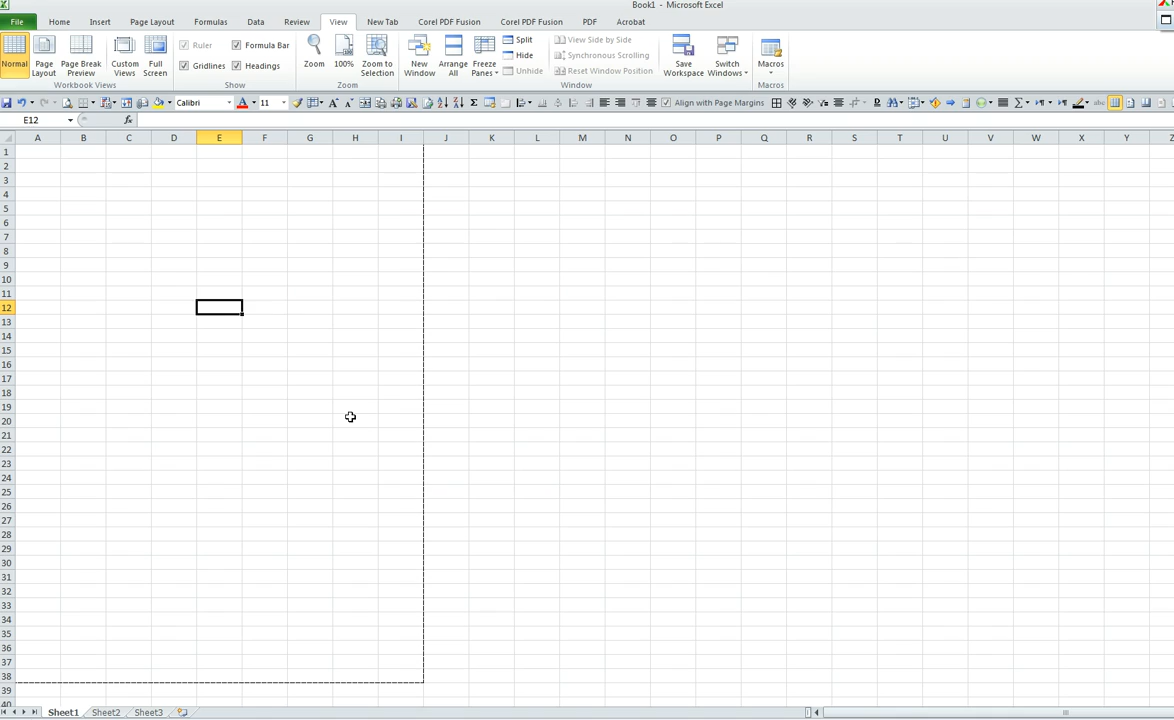 Book1 - Microsoft Excel
File Home Insert Page Layout Formulas Data Review View New Tab Corel PDF Fusion Corel PDF Fusion PDF Acrobat
Normal Page Layout Page Break Preview Custom Views Full Screen
Workbook Views
Ruler Formula Bar
Gridlines Headings
Show
Zoom 100% Zoom to Selection
Zoom
New Window Arrange All Freeze Panes
Split
Hide
Unhide
View Side by Side
Synchronous Scrolling
Reset Window Position
Window
Save Workspace Switch Windows
Macros
Macros
Calibri 11 Align with Page Margins
E12 fx
A B C D E F G H I J K L M N O P Q R S T U V W X Y Z
1
2
3
4
5
6
7
8
9
10
11
12
13
14
15
16
17
18
19
20
21
22
23
24
25
26
27
28
29
30
31
32
33
34
35
36
37
38
39
40
Sheet1 Sheet2 Sheet3